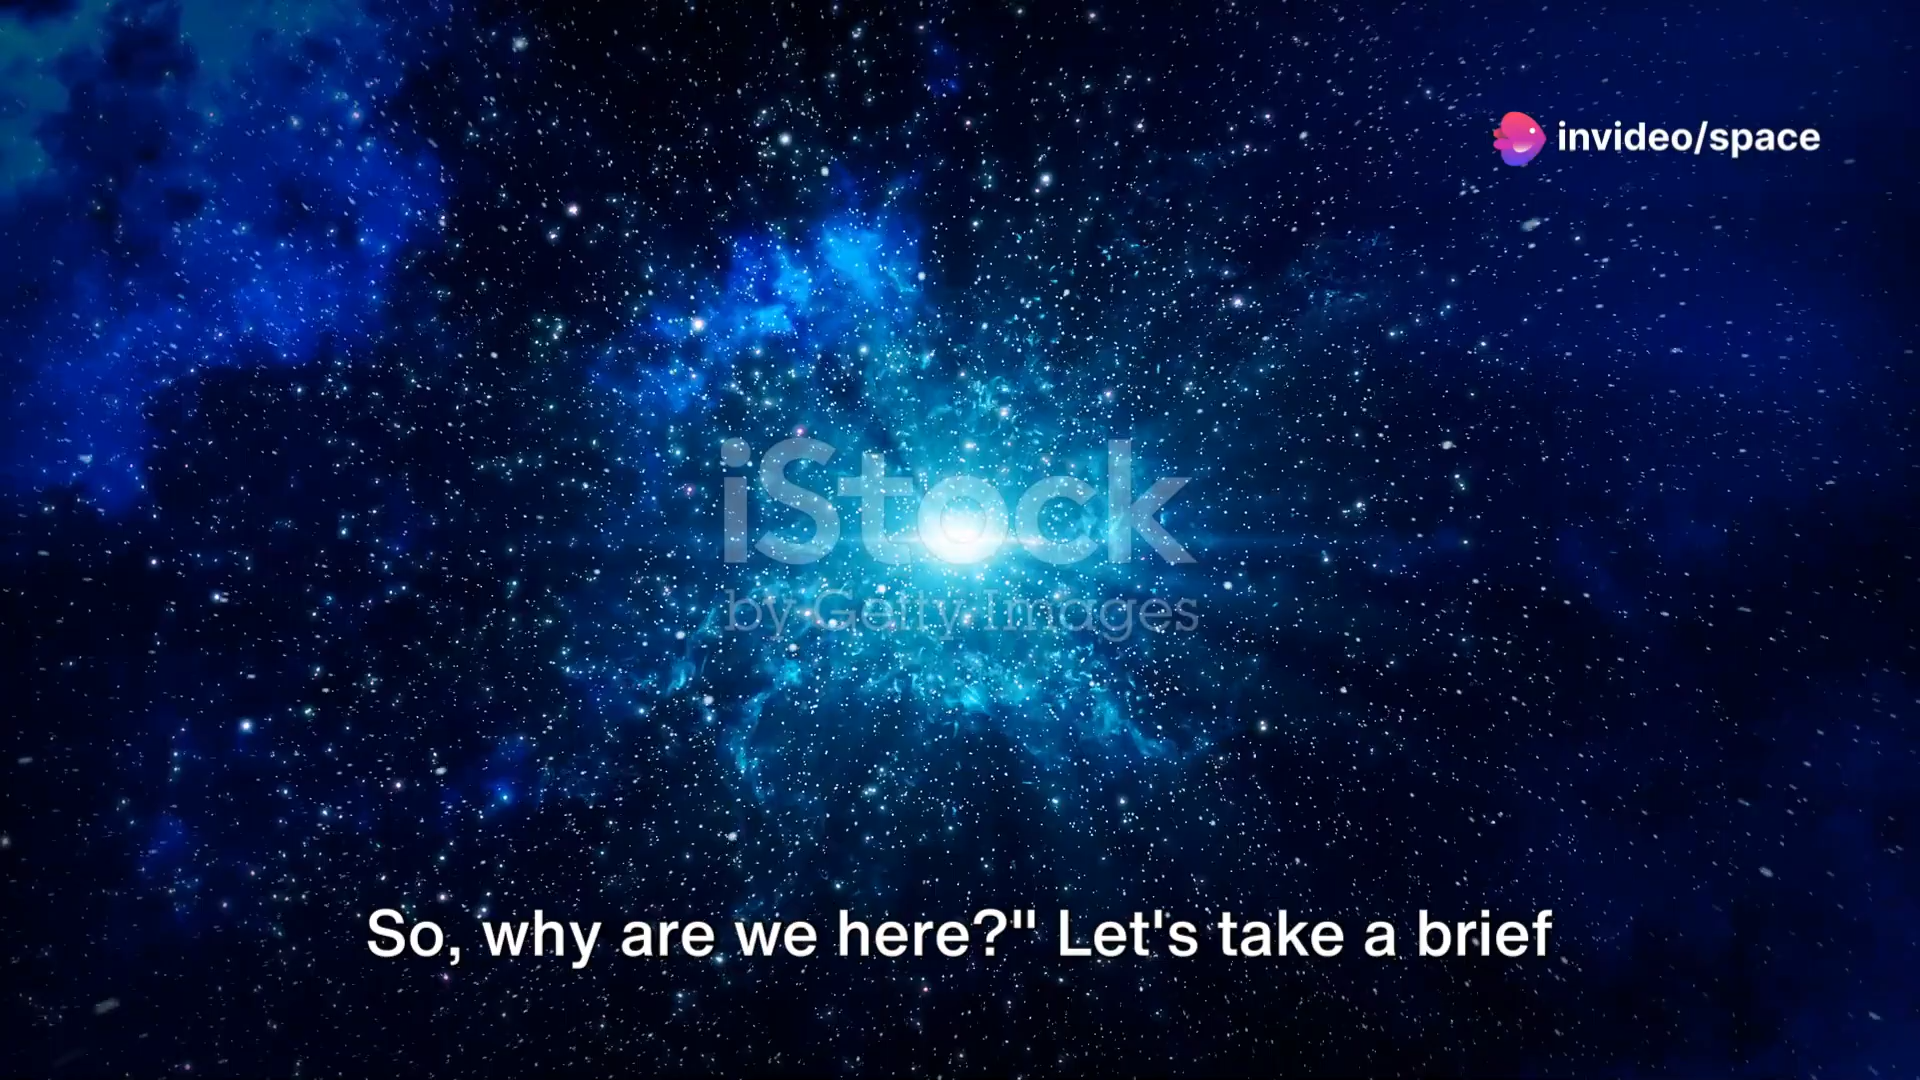 invideo/space
iStock
by Getty Images
So, why are we here?" Let's take a brief